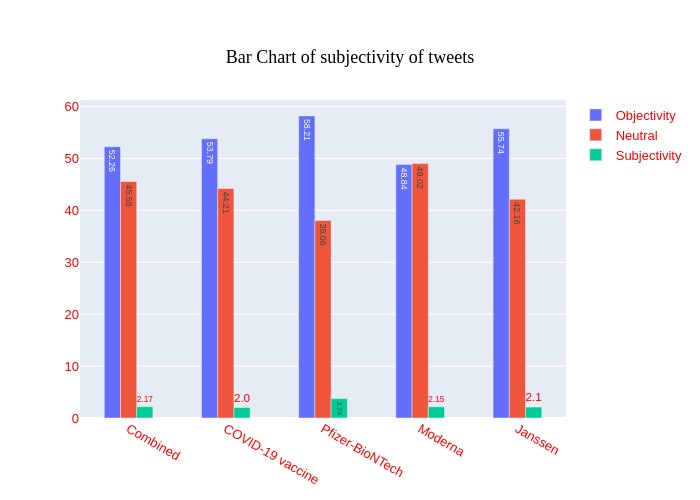 Bar Chart of subjectivity of tweets
60
50
40
30
20
10
0
52.26
45.58
2.17
53.79
44.21
2.0
58.21
38.06
3.74
48.84
49.02
2.15
55.74
42.16
2.1
Combined
COVID-19 vaccine
Pfizer-BioNTech
Moderna
Janssen
Objectivity
Neutral
Subjectivity